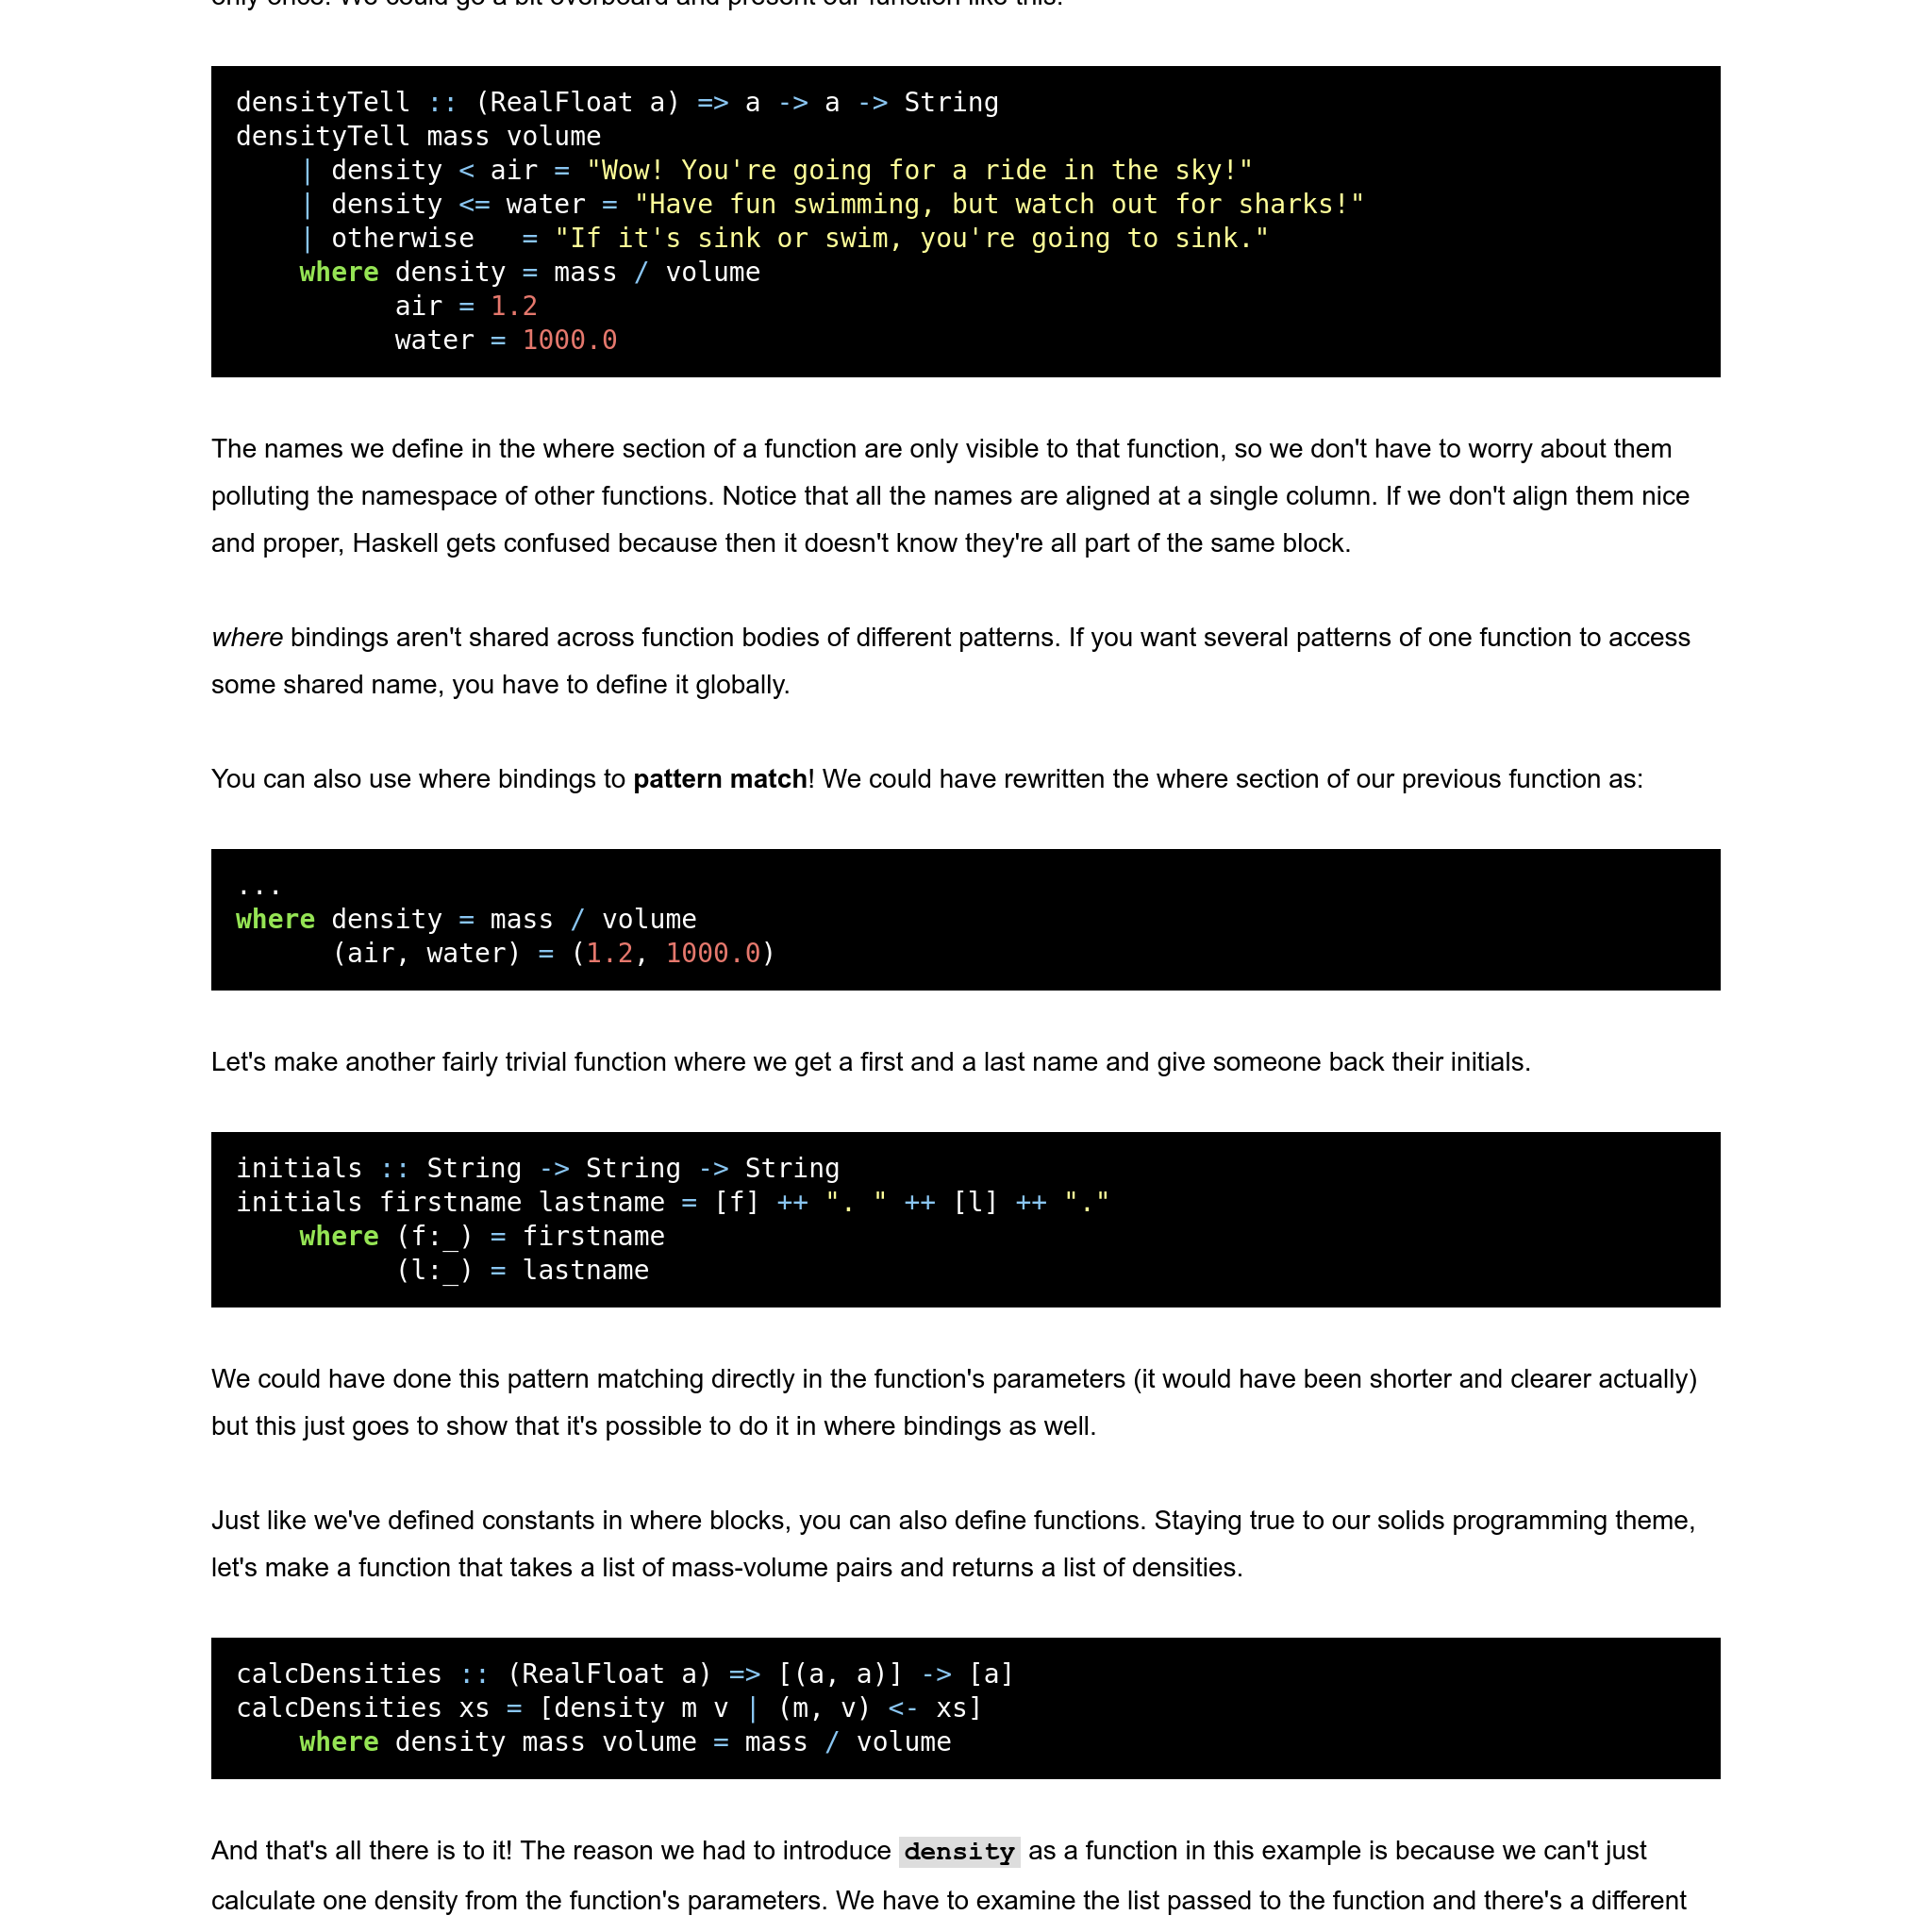 only once. We could go a bit overboard and present our function like this:
densityTell :: (RealFloat a) => a -> a -> String
densityTell mass volume
    | density < air = "Wow! You're going for a ride in the sky!"
    | density <= water = "Have fun swimming, but watch out for sharks!"
    | otherwise   = "If it's sink or swim, you're going to sink."
    where density = mass / volume
          air = 1.2
          water = 1000.0
The names we define in the where section of a function are only visible to that function, so we don't have to worry about them
polluting the namespace of other functions. Notice that all the names are aligned at a single column. If we don't align them nice
and proper, Haskell gets confused because then it doesn't know they're all part of the same block.
where bindings aren't shared across function bodies of different patterns. If you want several patterns of one function to access
some shared name, you have to define it globally.
You can also use where bindings to pattern match! We could have rewritten the where section of our previous function as:
...
where density = mass / volume
      (air, water) = (1.2, 1000.0)
Let's make another fairly trivial function where we get a first and a last name and give someone back their initials.
initials :: String -> String -> String
initials firstname lastname = [f] ++ ". " ++ [l] ++ "."
    where (f:_) = firstname
          (l:_) = lastname
We could have done this pattern matching directly in the function's parameters (it would have been shorter and clearer actually)
but this just goes to show that it's possible to do it in where bindings as well.
Just like we've defined constants in where blocks, you can also define functions. Staying true to our solids programming theme,
let's make a function that takes a list of mass-volume pairs and returns a list of densities.
calcDensities :: (RealFloat a) => [(a, a)] -> [a]
calcDensities xs = [density m v | (m, v) <- xs]
    where density mass volume = mass / volume
And that's all there is to it! The reason we had to introduce density as a function in this example is because we can't just
calculate one density from the function's parameters. We have to examine the list passed to the function and there's a different